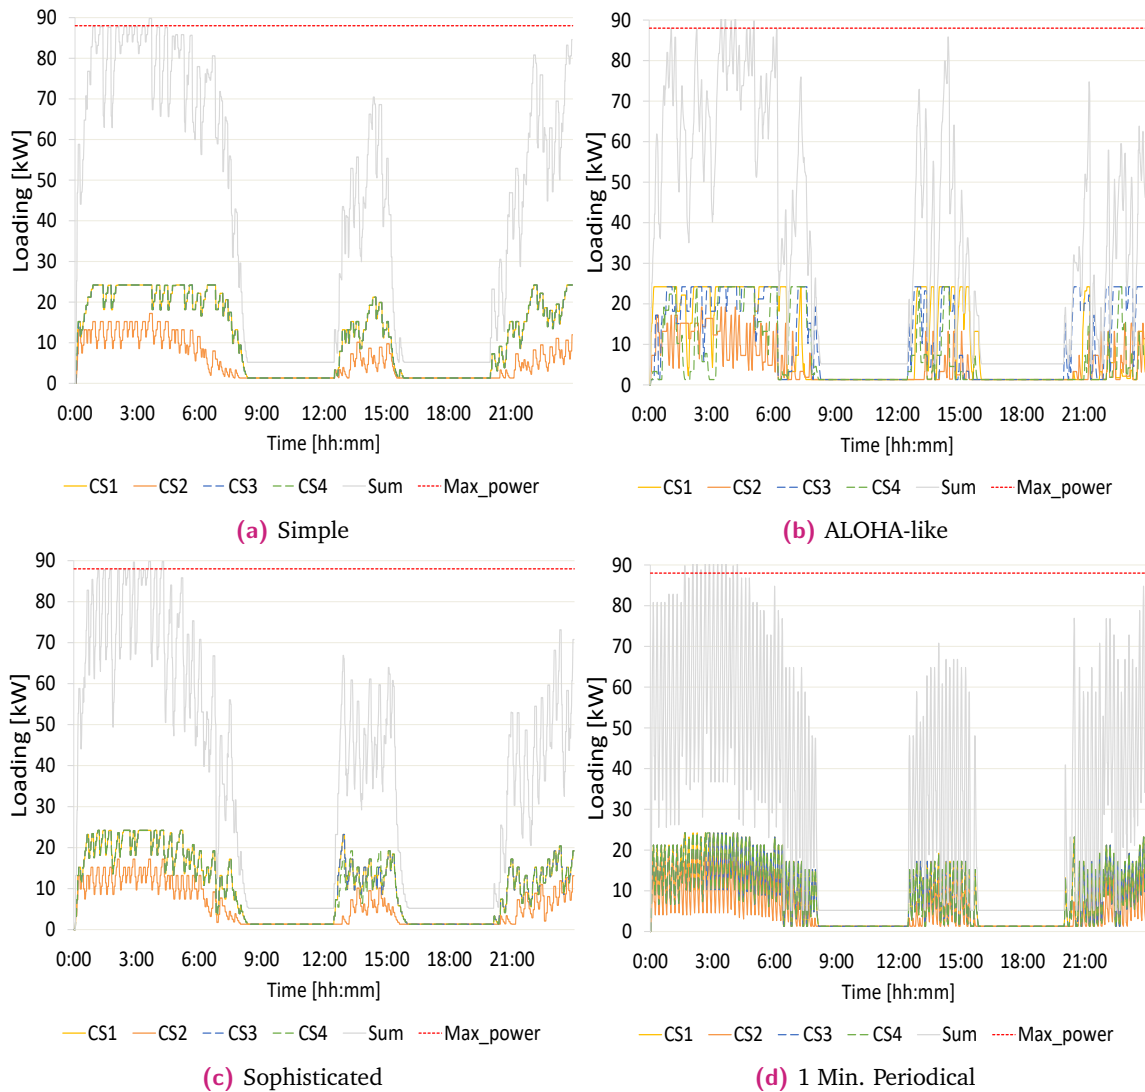 90
80
70
60
50
40
30
20
10
0
Loading [kW]
0:00 3:00 6:00 9:00 12:00 15:00 18:00 21:00
Time [hh:mm]
CS1 CS2 CS3 CS4 Sum Max_power
(a) Simple
90
80
70
60
50
40
30
20
10
0
Loading [kW]
0:00 3:00 6:00 9:00 12:00 15:00 18:00 21:00
Time [hh:mm]
CS1 CS2 CS3 CS4 Sum Max_power
(b) ALOHA-like
90
80
70
60
50
40
30
20
10
0
Loading [kW]
0:00 3:00 6:00 9:00 12:00 15:00 18:00 21:00
Time [hh:mm]
CS1 CS2 CS3 CS4 Sum Max_power
(c) Sophisticated
90
80
70
60
50
40
30
20
10
0
Loading [kW]
0:00 3:00 6:00 9:00 12:00 15:00 18:00 21:00
Time [hh:mm]
CS1 CS2 CS3 CS4 Sum Max_power
(d) 1 Min. Periodical